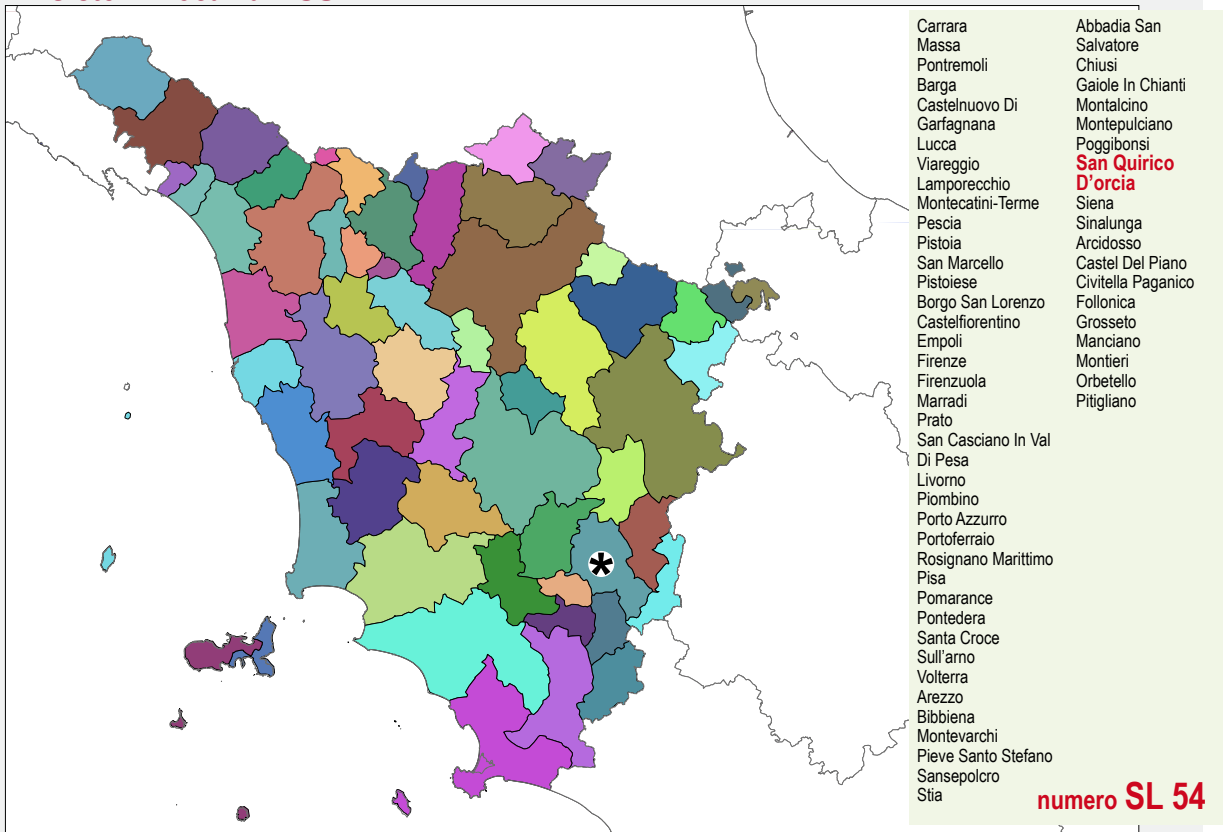 Carrara
Massa
Pontremoli
Barga
Castelnuovo Di
Garfagnana
Lucca
Viareggio
Lamporecchio
Montecatini-Terme
Pescia
Pistoia
San Marcello
Pistoiese
Borgo San Lorenzo
Castelfiorentino
Empoli
Firenze
Firenzuola
Marradi
Prato
San Casciano In Val
Di Pesa
Livorno
Piombino
Porto Azzurro
Portoferraio
Rosignano Marittimo
Pisa
Pomarance
Pontedera
Santa Croce
Sull'arno
Volterra
Arezzo
Bibbiena
Montevarchi
Pieve Santo Stefano
Sansepolcro
Stia
Abbadia San
Salvatore
Chiusi
Gaiole In Chianti
Montalcino
Montepulciano
Poggibonsi
San Quirico
D'orcia
Siena
Sinalunga
Arcidosso
Castel Del Piano
Civitella Paganico
Follonica
Grosseto
Manciano
Montieri
Orbetello
Pitigliano
*
numero SL 54